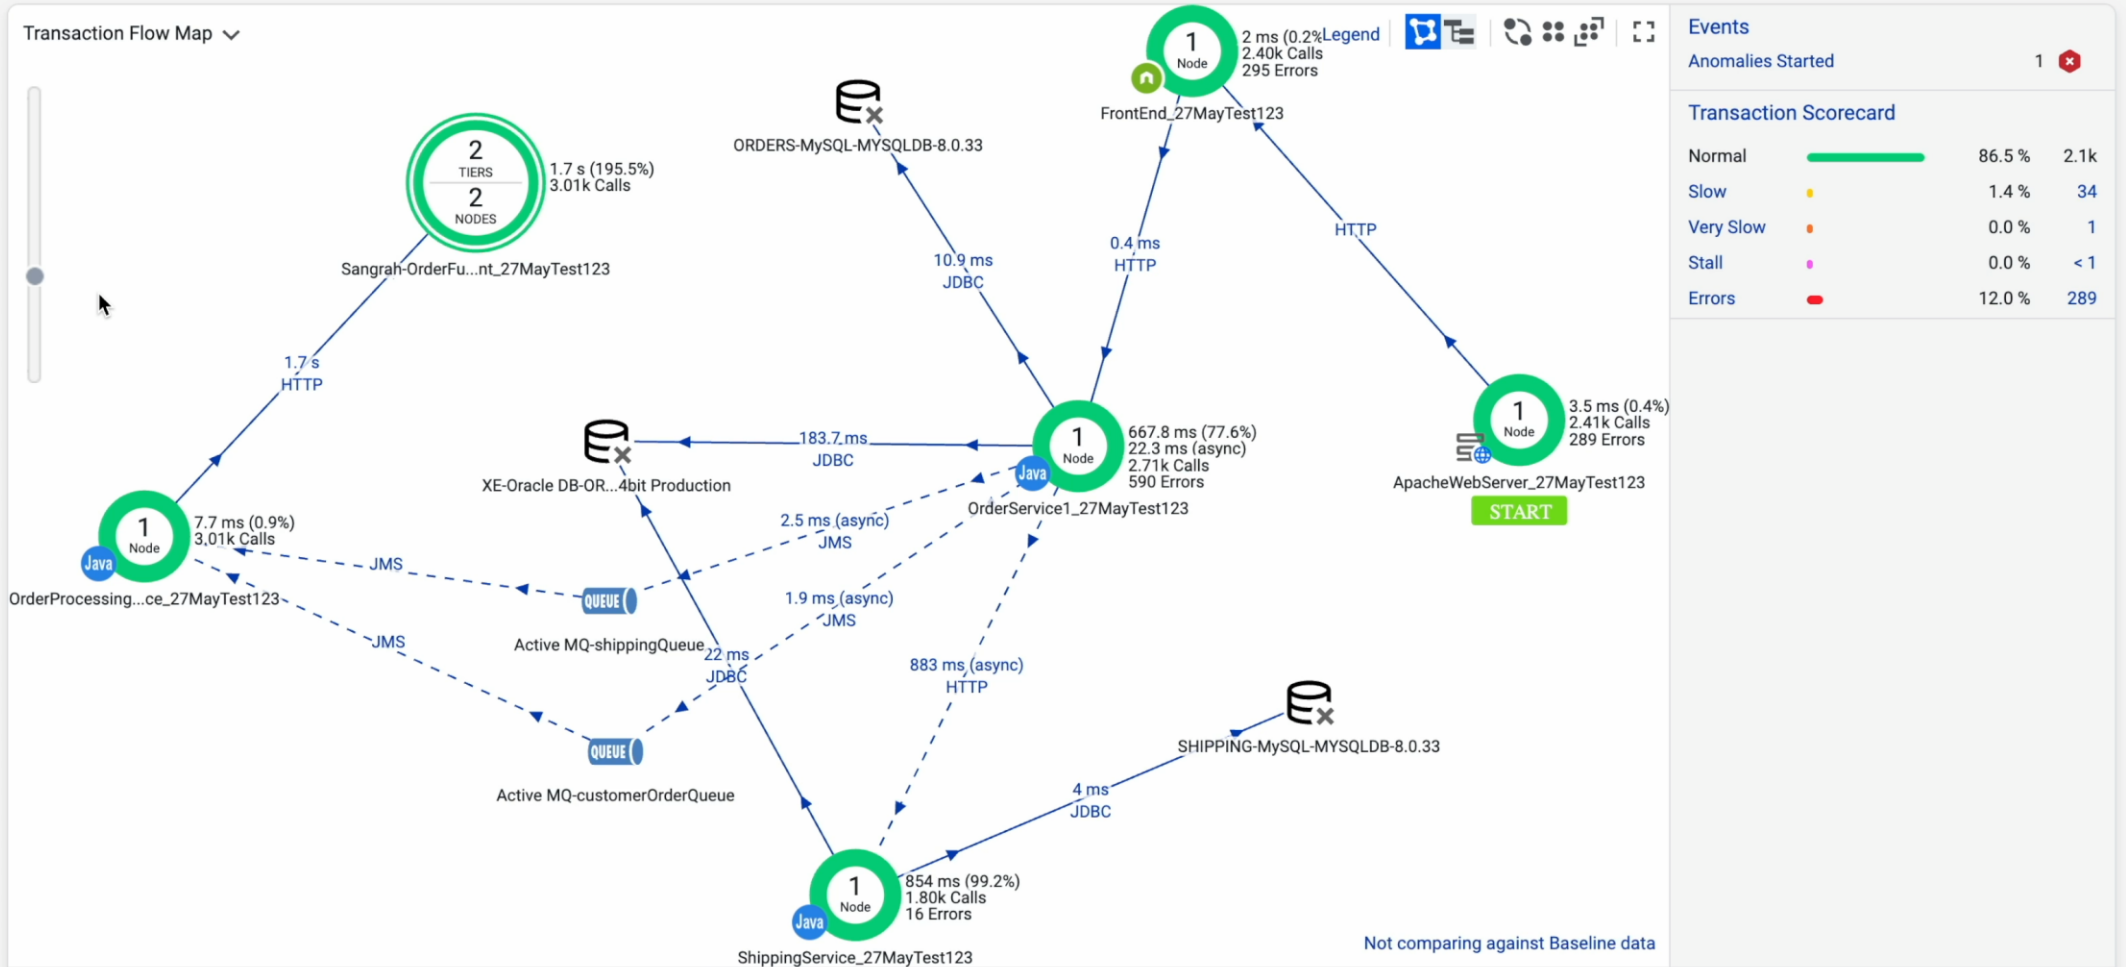 Transaction Flow Map
1
Node
2 ms (0.2%
2.40k Calls
295 Errors
FrontEnd_27MayTest123
Legend
2
TIERS
2
NODES
1.7 s (195.5%)
3.01k Calls
Sangrah-OrderFu...nt_27MayTest123
ORDERS-MySQL-MYSQLDB-8.0.33
10.9 ms
JDBC
0.4 ms
HTTP
HTTP
1.7 s
HTTP
XE-Oracle DB-OR...4bit Production
183.7 ms
JDBC
1
Node
Java
667.8 ms (77.6%)
22.3 ms (async)
2.71k Calls
590 Errors
OrderService1_27MayTest123
1
Node
3.5 ms (0.4%)
2.41k Calls
289 Errors
ApacheWebServer_27MayTest123
START
1
Node
Java
7.7 ms (0.9%)
3.01k Calls
OrderProcessing...ce_27MayTest123
JMS
JMS
2.5 ms (async)
JMS
QUEUE
Active MQ-shippingQueue
1.9 ms (async)
JMS
22 ms
JDBC
883 ms (async)
HTTP
QUEUE
Active MQ-customerOrderQueue
SHIPPING-MySQL-MYSQLDB-8.0.33
4 ms
JDBC
1
Node
Java
854 ms (99.2%)
1.80k Calls
16 Errors
ShippingService_27MayTest123
Not comparing against Baseline data
Events
Anomalies Started 1
Transaction Scorecard
Normal 86.5 % 2.1k
Slow 1.4 % 34
Very Slow 0.0 % 1
Stall 0.0 % < 1
Errors 12.0 % 289